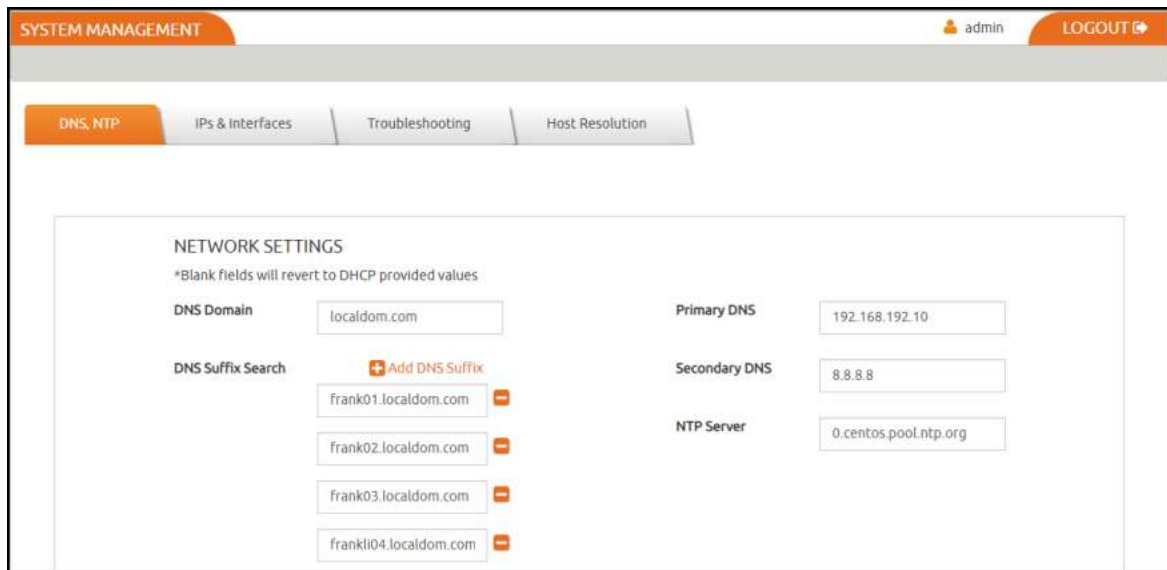 SYSTEM MANAGEMENT
admin
LOGOUT
DNS, NTP
IPs & Interfaces
Troubleshooting
Host Resolution
NETWORK SETTINGS
*Blank fields will revert to DHCP provided values
DNS Domain
localdom.com
Primary DNS
192.168.192.10
DNS Suffix Search
Add DNS Suffix
Secondary DNS
8.8.8.8
frank01.localdom.com
NTP Server
0.centos.pool.ntp.org
frank02.localdom.com
frank03.localdom.com
frankli04.localdom.com